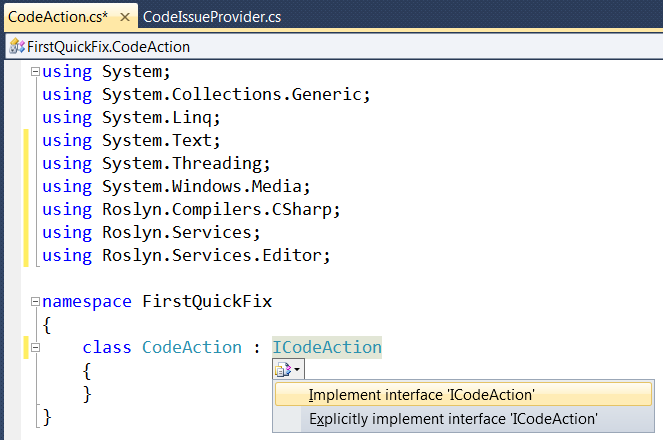 CodeAction.cs* CodeIssueProvider.cs
FirstQuickFix.CodeAction
using System;
using System.Collections.Generic;
using System.Linq;
using System.Text;
using System.Threading;
using System.Windows.Media;
using Roslyn.Compilers.CSharp;
using Roslyn.Services;
using Roslyn.Services.Editor;
namespace FirstQuickFix
{
class CodeAction : ICodeAction
{
Implement interface 'ICodeAction'
}
Explicitly implement interface 'ICodeAction'
}